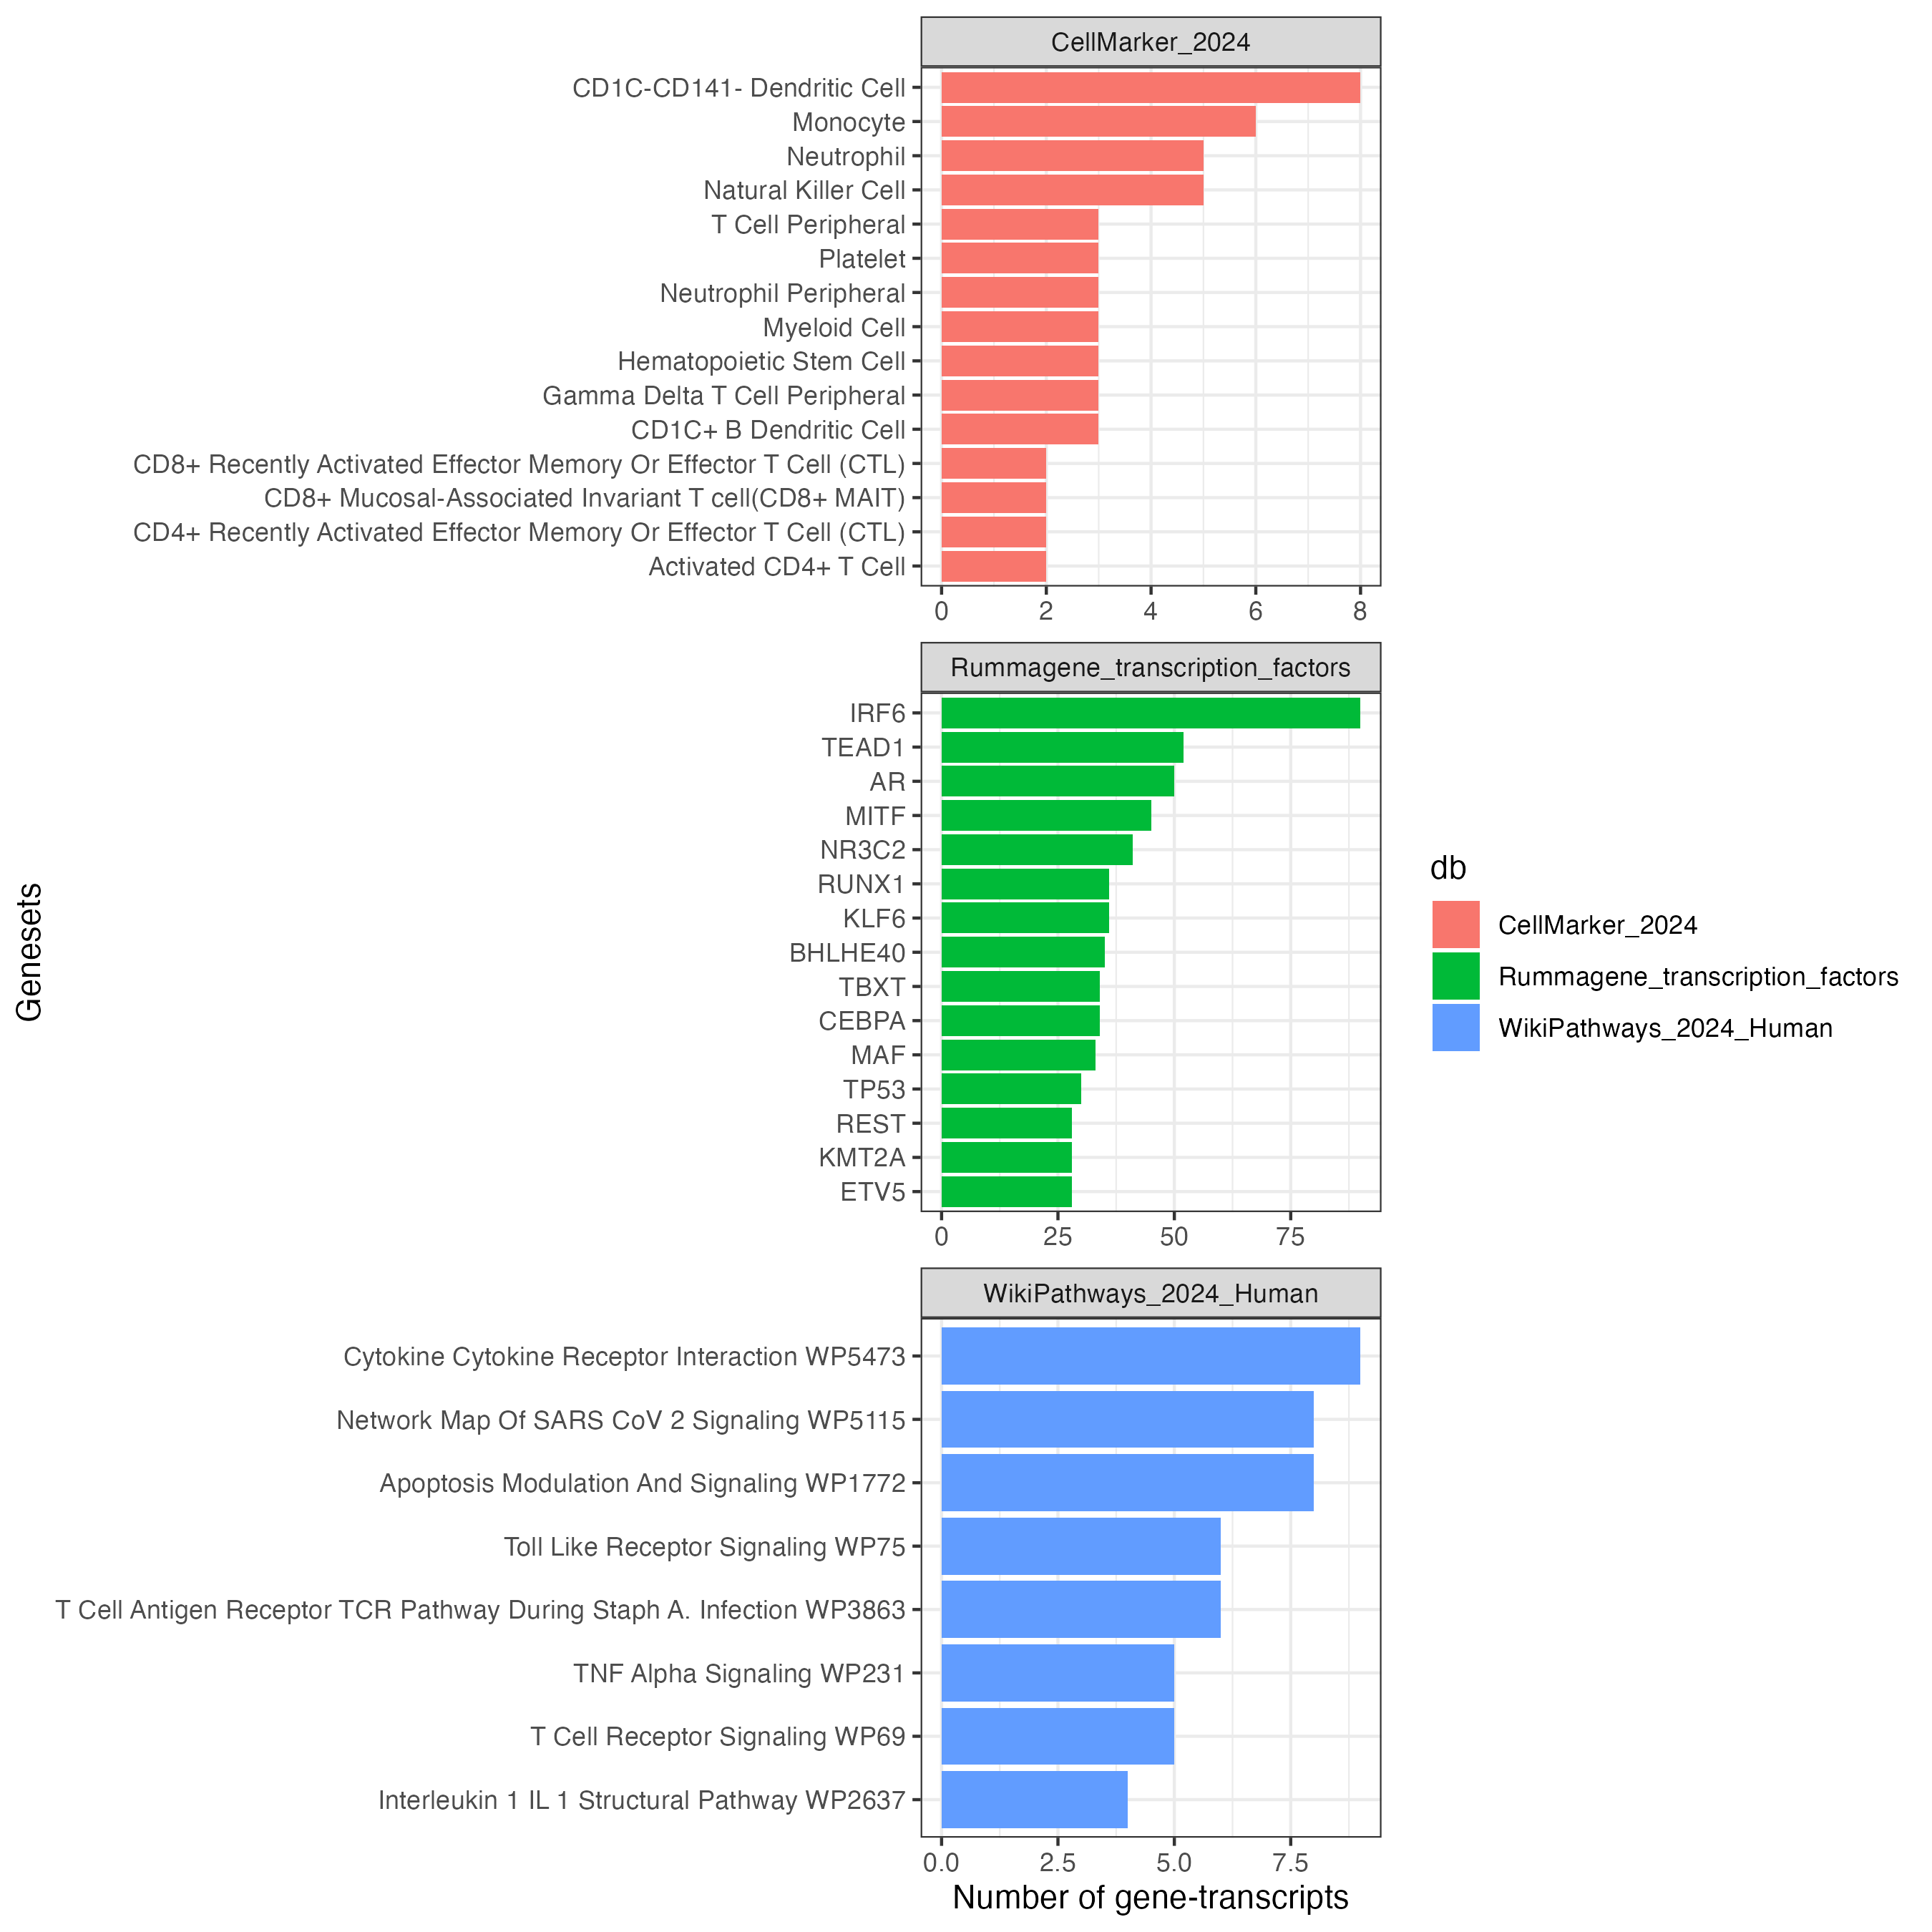 CellMarker_2024
CD1C-CD141- Dendritic Cell
Monocyte
Neutrophil
Natural Killer Cell
T Cell Peripheral
Platelet
Neutrophil Peripheral
Myeloid Cell
Hematopoietic Stem Cell
Gamma Delta T Cell Peripheral
CD1C+ B Dendritic Cell
CD8+ Recently Activated Effector Memory Or Effector T Cell (CTL)
CD8+ Mucosal-Associated Invariant T cell(CD8+ MAIT)
CD4+ Recently Activated Effector Memory Or Effector T Cell (CTL)
Activated CD4+ T Cell
0 2 4 6 8
Rummagene_transcription_factors
IRF6
TEAD1
AR
MITF
NR3C2
RUNX1
KLF6
BHLHE40
TBXT
CEBPA
MAF
TP53
REST
KMT2A
ETV5
0 25 50 75
WikiPathways_2024_Human
Cytokine Cytokine Receptor Interaction WP5473
Network Map Of SARS CoV 2 Signaling WP5115
Apoptosis Modulation And Signaling WP1772
Toll Like Receptor Signaling WP75
T Cell Antigen Receptor TCR Pathway During Staph A. Infection WP3863
TNF Alpha Signaling WP231
T Cell Receptor Signaling WP69
Interleukin 1 IL 1 Structural Pathway WP2637
0.0 2.5 5.0 7.5
Number of gene-transcripts
Genesets
db
CellMarker_2024
Rummagene_transcription_factors
WikiPathways_2024_Human